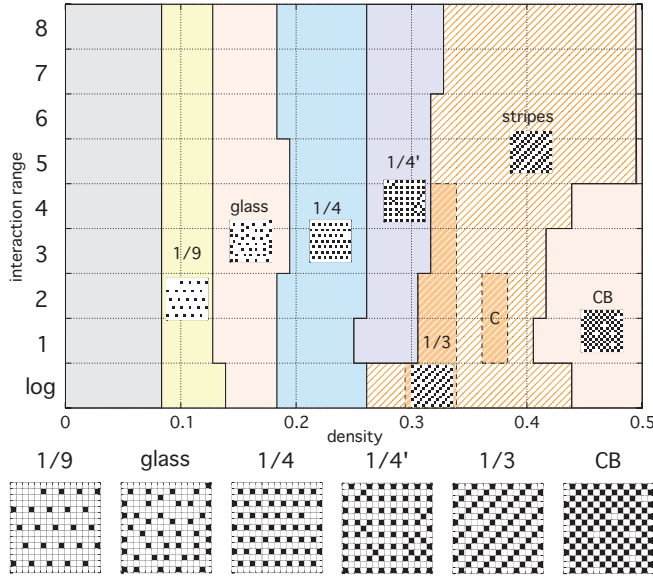 8
7
6
5
4
3
2
1
log
interaction range
stripes
1/4'
glass
1/4
1/9
CB
C
1/3
0
0.1
0.2
0.3
0.4
0.5
density
1/9 glass 1/4 1/4' 1/3 CB